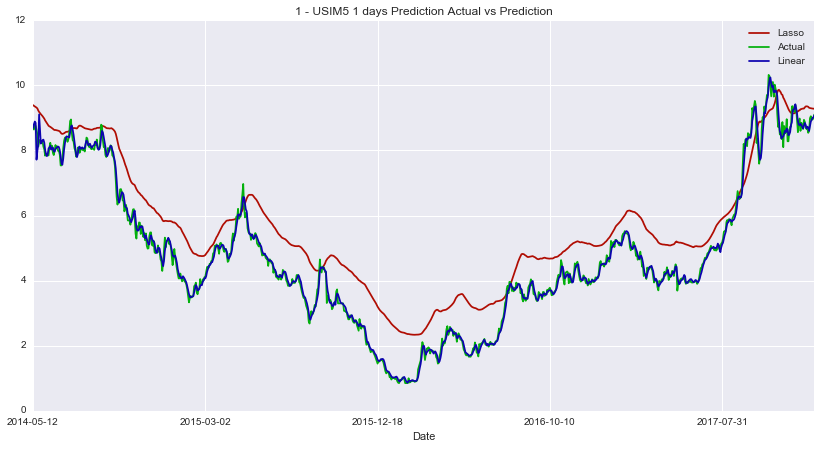 1 - USIM5 1 days Prediction Actual vs Prediction
12
10
8
6
4
2
0
Lasso
Actual
Linear
2014-05-12 2015-03-02 2015-12-18 2016-10-10 2017-07-31
Date